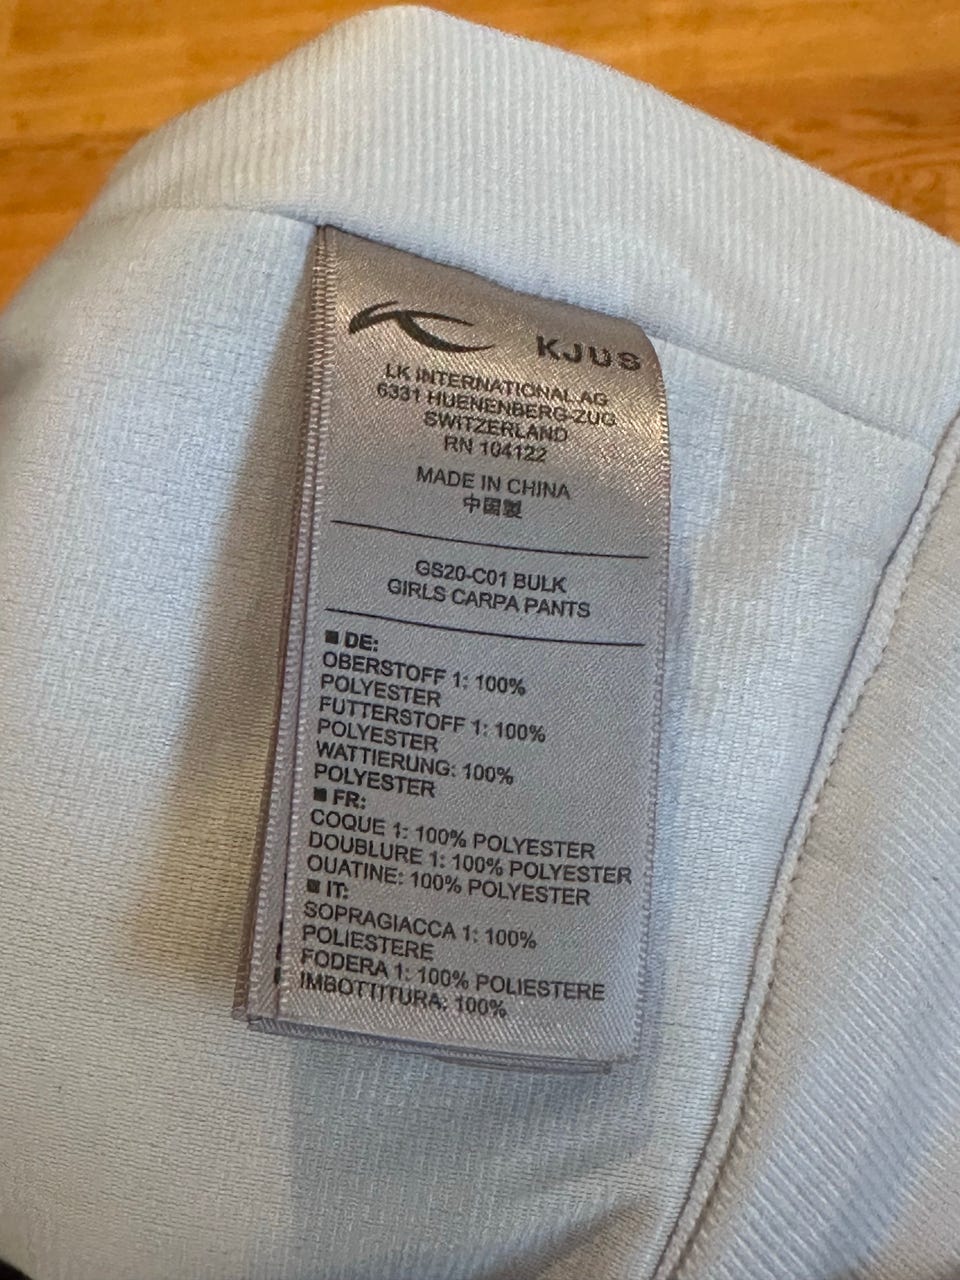 KJUS
LK INTERNATIONAL AG
6331 HUENENBERG-ZUG
SWITZERLAND
RN 104122
MADE IN CHINA
中国製
GS20-C01 BULK
GIRLS CARPA PANTS
■ DE:
OBERSTOFF 1: 100%
POLYESTER
FUTTERSTOFF 1: 100%
POLYESTER
WATTIERUNG: 100%
POLYESTER
■ FR:
COQUE 1: 100% POLYESTER
DOUBLURE 1: 100% POLYESTER
OUATINE: 100% POLYESTER
■ IT:
SOPRAGIACCA 1: 100%
POLIESTERE
FODERA 1: 100% POLIESTERE
IMBOTTITURA: 100%